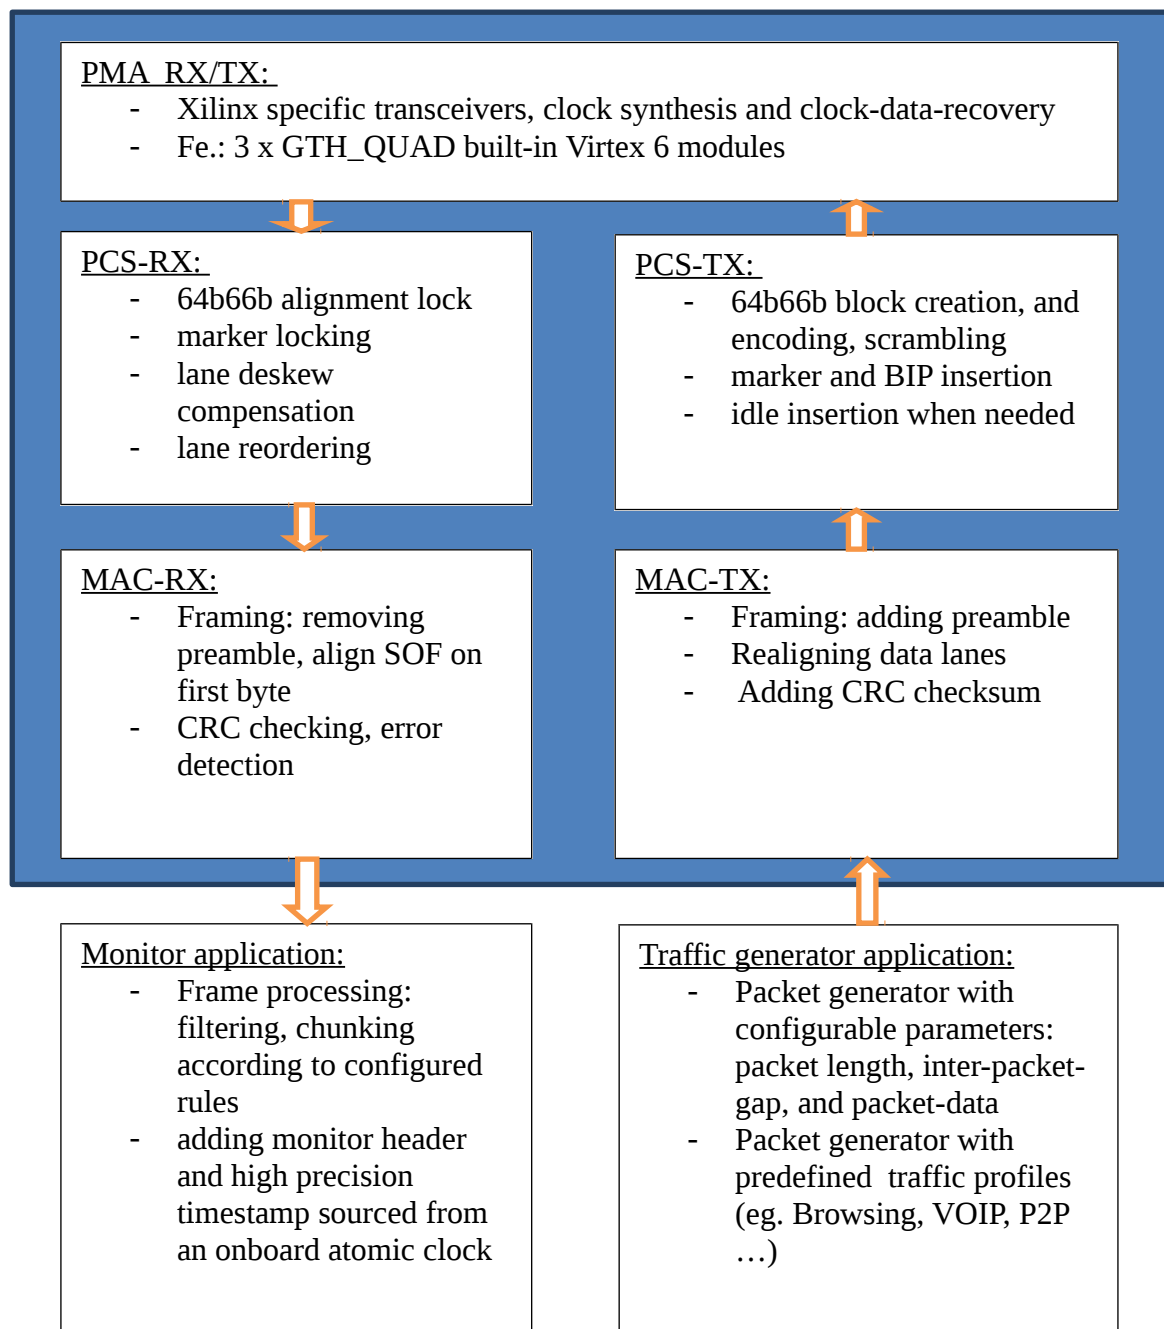 PMA RX/TX:
- Xilinx specific transceivers, clock synthesis and clock-data-recovery
- Fe.: 3 x GTH_QUAD built-in Virtex 6 modules
PCS-RX:
- 64b66b alignment lock
- marker locking
- lane deskew
compensation
- lane reordering
PCS-TX:
- 64b66b block creation, and
encoding, scrambling
- marker and BIP insertion
- idle insertion when needed
MAC-RX:
- Framing: removing
preamble, align SOF on
first byte
- CRC checking, error
detection
MAC-TX:
- Framing: adding preamble
- Realigning data lanes
- Adding CRC checksum
Monitor application:
- Frame processing:
filtering, chunking
according to configured
rules
- adding monitor header
and high precision
timestamp sourced from
an onboard atomic clock
Traffic generator application:
- Packet generator with
configurable parameters:
packet length, inter-packet-
gap, and packet-data
- Packet generator with
predefined traffic profiles
(eg. Browsing, VOIP, P2P
…)